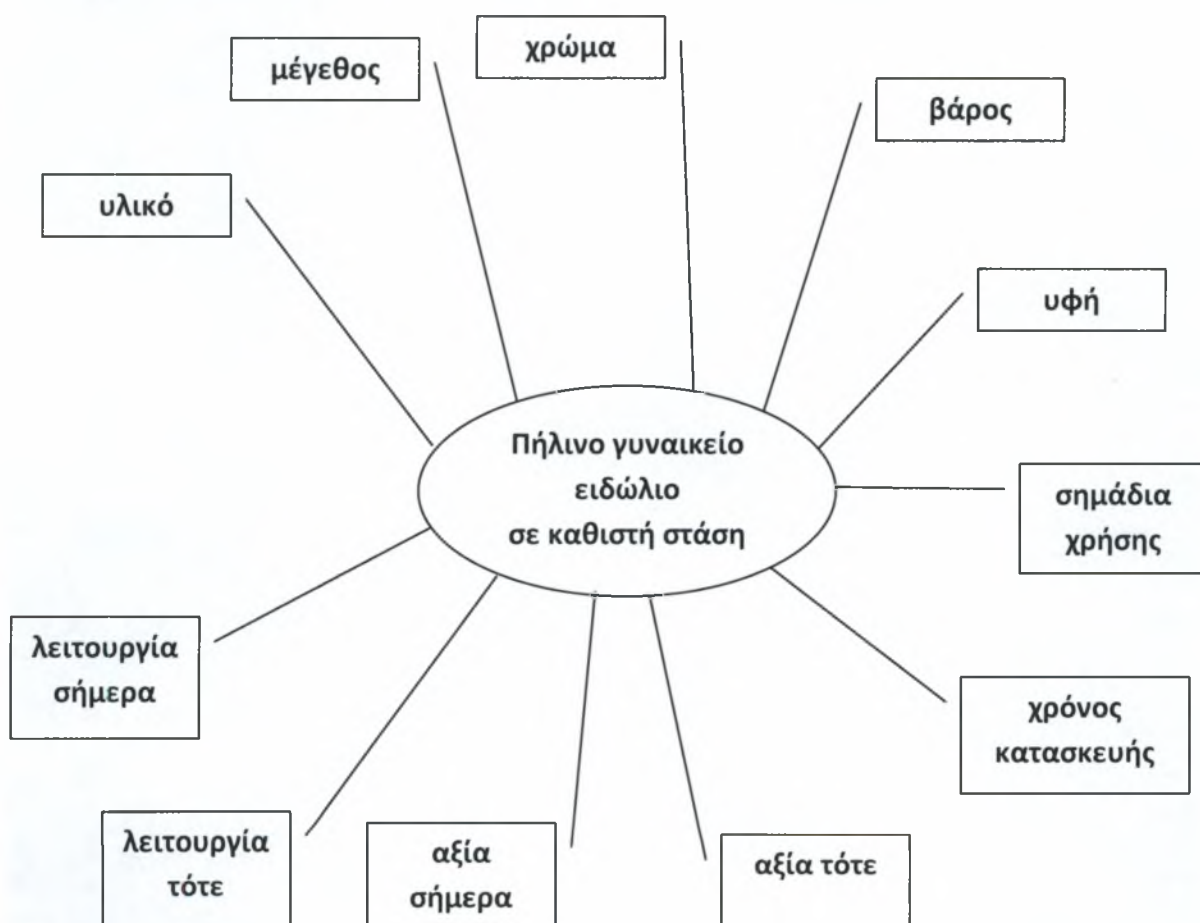 χρώμα
μέγεθος
βάρος
υλικό
υφή
Πήλινο γυναικείο
ειδώλιο
σε καθιστή στάση
σημάδια
χρήσης
λειτουργία
σήμερα
χρόνος
κατασκευής
λειτουργία
τότε
αξία
σήμερα
αξία τότε